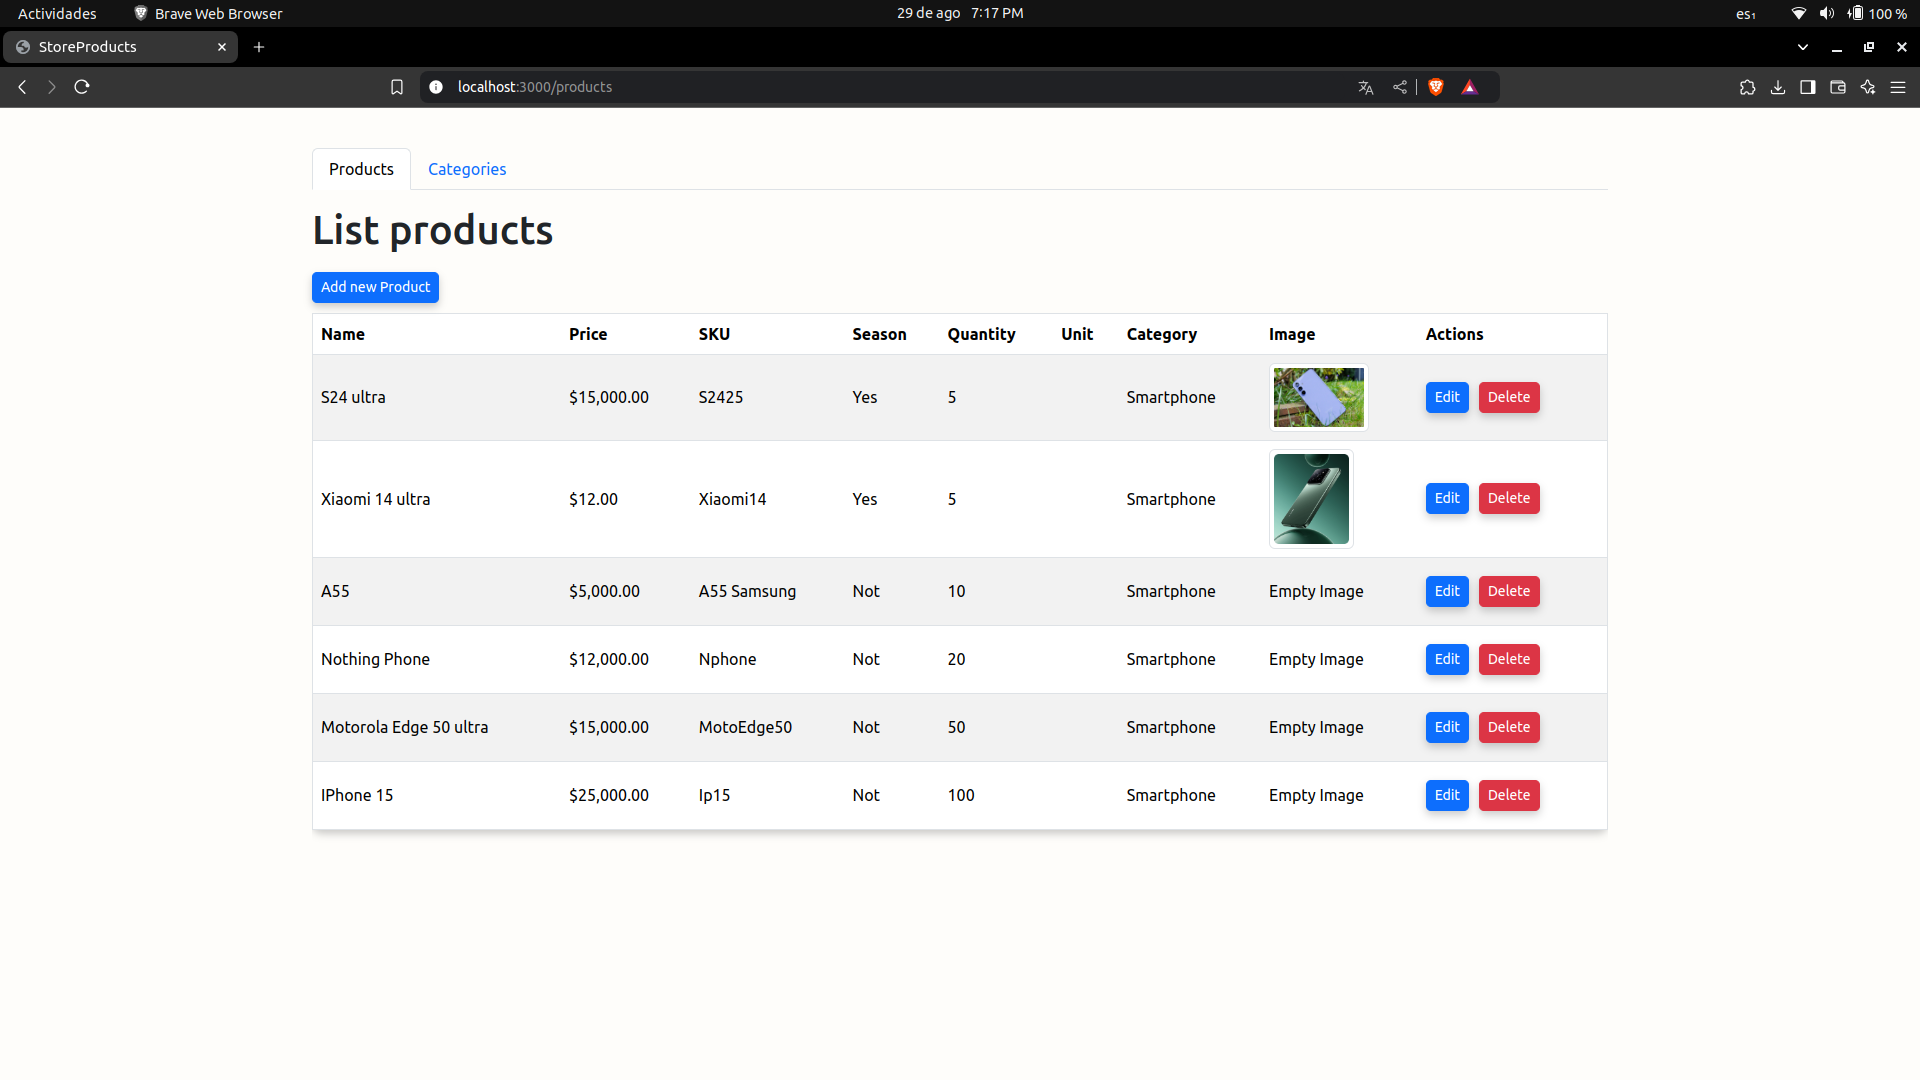 Actividades Brave Web Browser 29 de ago 7:17 PM es₁ 100 %
StoreProducts
localhost:3000/products
Products Categories
List products
Add new Product
Name Price SKU Season Quantity Unit Category Image Actions
S24 ultra $15,000.00 S2425 Yes 5 Smartphone Edit Delete
Xiaomi 14 ultra $12.00 Xiaomi14 Yes 5 Smartphone Edit Delete
A55 $5,000.00 A55 Samsung Not 10 Smartphone Empty Image Edit Delete
Nothing Phone $12,000.00 Nphone Not 20 Smartphone Empty Image Edit Delete
Motorola Edge 50 ultra $15,000.00 MotoEdge50 Not 50 Smartphone Empty Image Edit Delete
IPhone 15 $25,000.00 Ip15 Not 100 Smartphone Empty Image Edit Delete